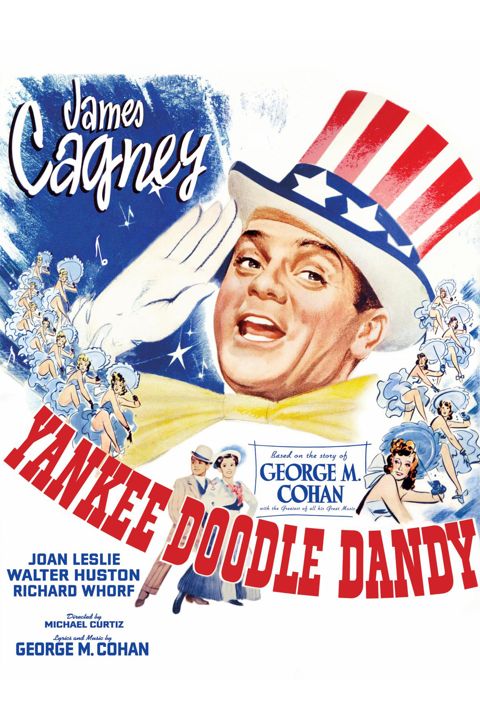 James
Cagney
YANKEE DOODLE DANDY
Based on the story of
GEORGE M.
COHAN
with the Greatest of all his Great Music
JOAN LESLIE
WALTER HUSTON
RICHARD WHORF
Directed by
MICHAEL CURTIZ
Lyrics and Music by
GEORGE M. COHAN